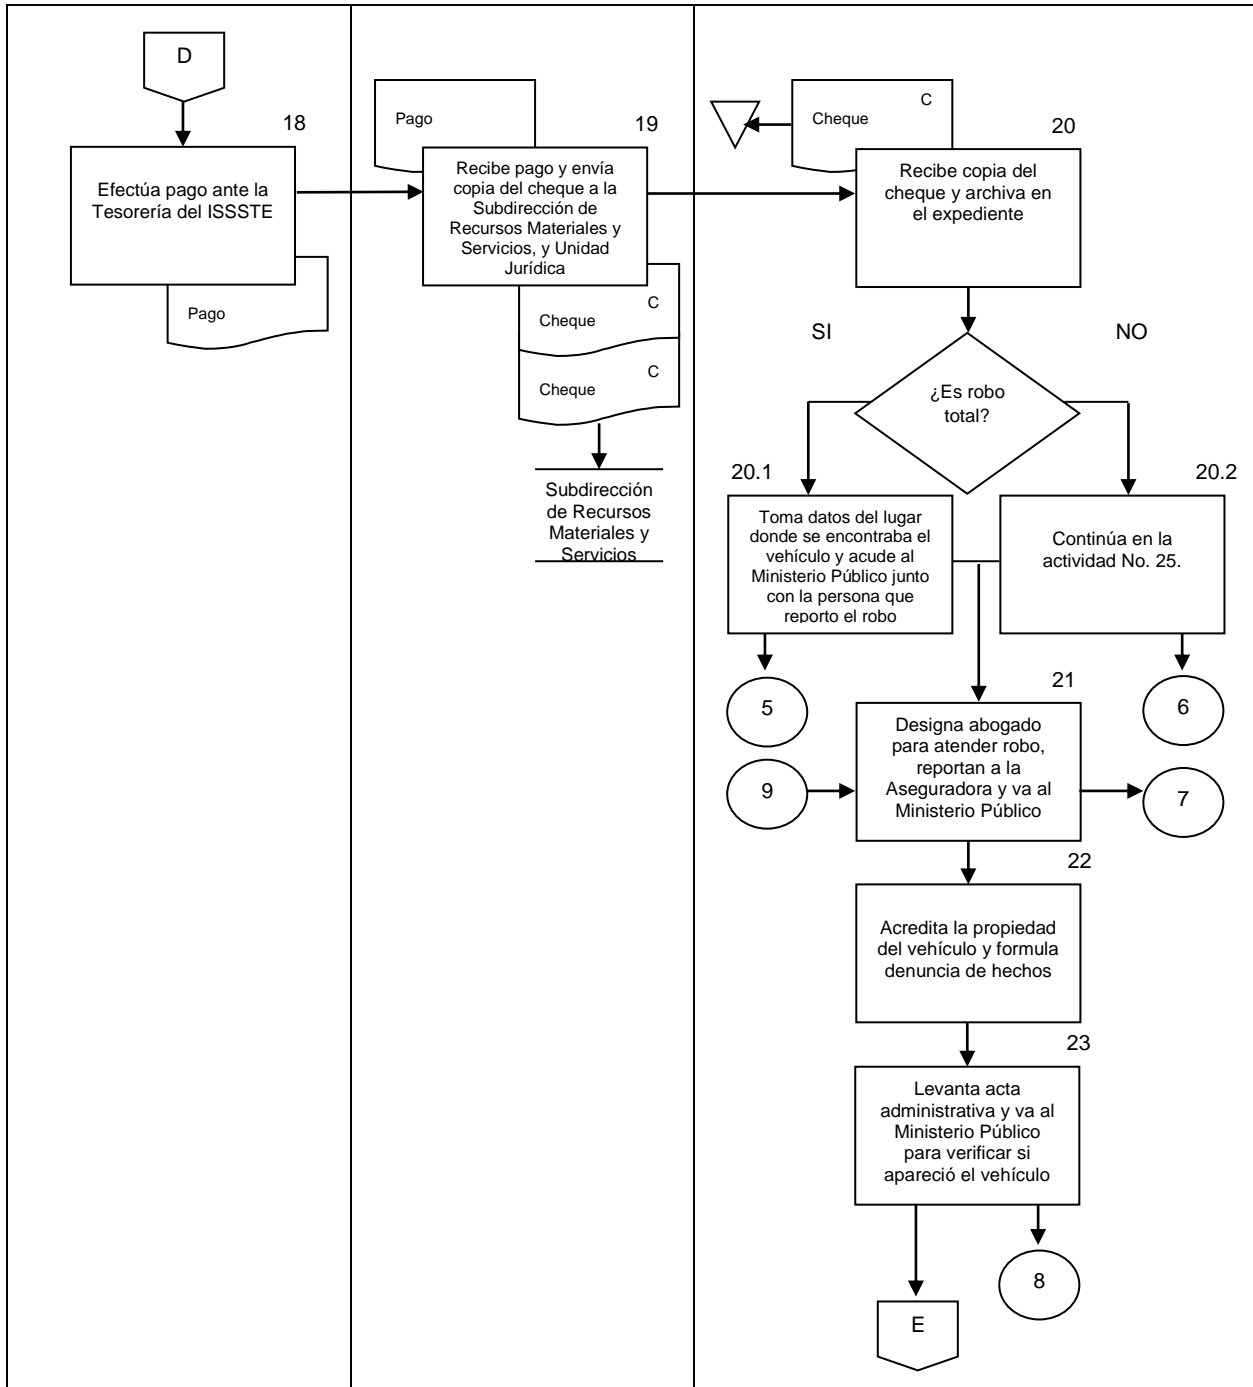 D
18
Efectúa pago ante la
Tesorería del ISSSTE
Pago
Pago
19
Recibe pago y envía
copia del cheque a la
Subdirección de
Recursos Materiales y
Servicios, y Unidad
Jurídica
C
Cheque
C
Cheque
Subdirección
de Recursos
Materiales y
Servicios
C
Cheque
20
Recibe copia del
cheque y archiva en
el expediente
SI
NO
¿Es robo
total?
20.1
Toma datos del lugar
donde se encontraba el
vehículo y acude al
Ministerio Público junto
con la persona que
reporto el robo
20.2
Continúa en la
actividad No. 25.
5
6
21
Designa abogado
para atender robo,
reportan a la
Aseguradora y va al
Ministerio Público
9
7
22
Acredita la propiedad
del vehículo y formula
denuncia de hechos
23
Levanta acta
administrativa y va al
Ministerio Público
para verificar si
apareció el vehículo
8
E